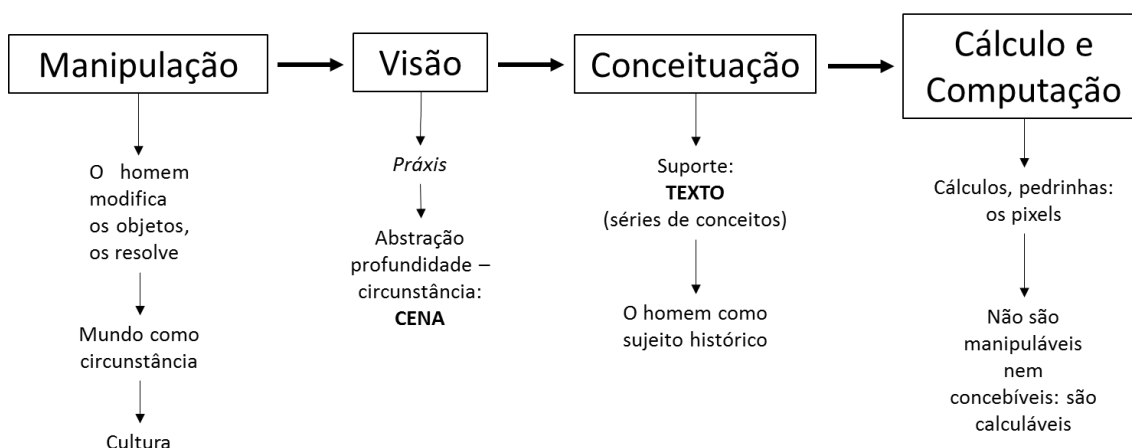 Manipulação
O homem
modifica
os objetos,
os resolve
Mundo como
circunstância
Cultura
Visão
Práxis
Abstração
profundidade –
circunstância:
CENA
Conceituação
Suporte:
TEXTO
(séries de conceitos)
O homem como
sujeito histórico
Cálculo e
Computação
Cálculos, pedrinhas:
os pixels
Não são
manipuláveis
nem
concebíveis: são
calculáveis